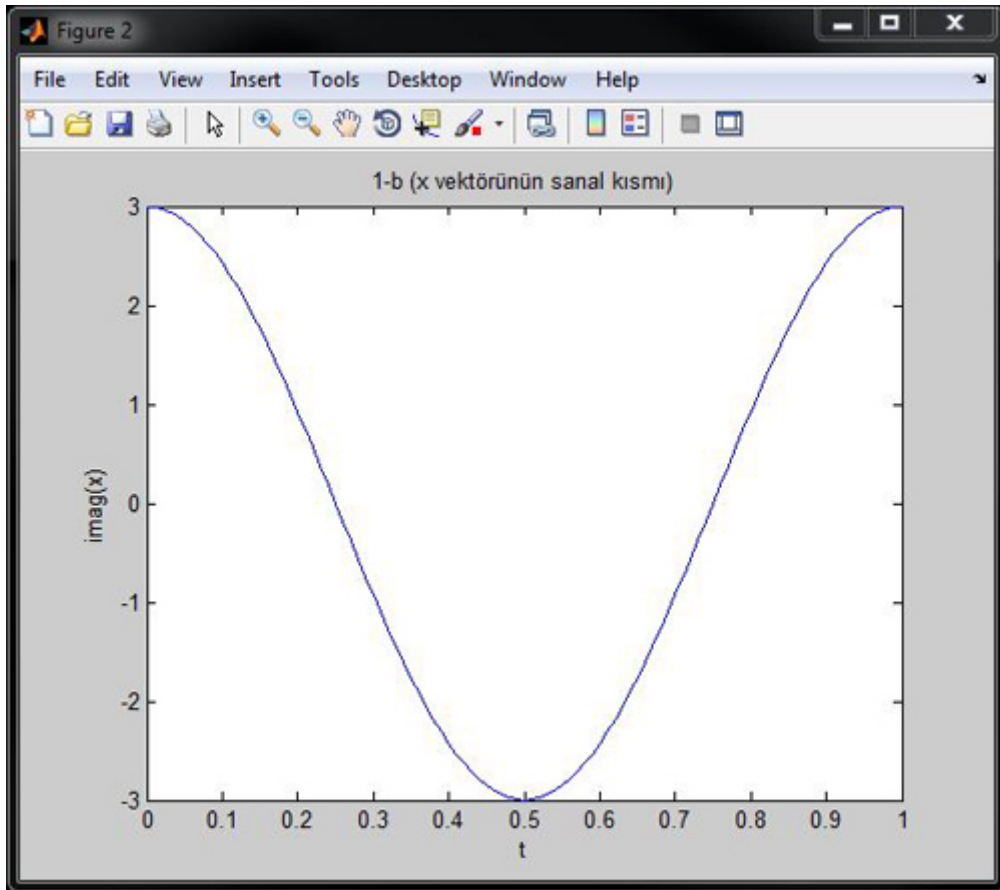 Figure 2
File Edit View Insert Tools Desktop Window Help
1-b (x vektörünün sanal kısmı)
3
2
1
0
-1
-2
-3
imag(x)
0 0.1 0.2 0.3 0.4 0.5 0.6 0.7 0.8 0.9 1
t